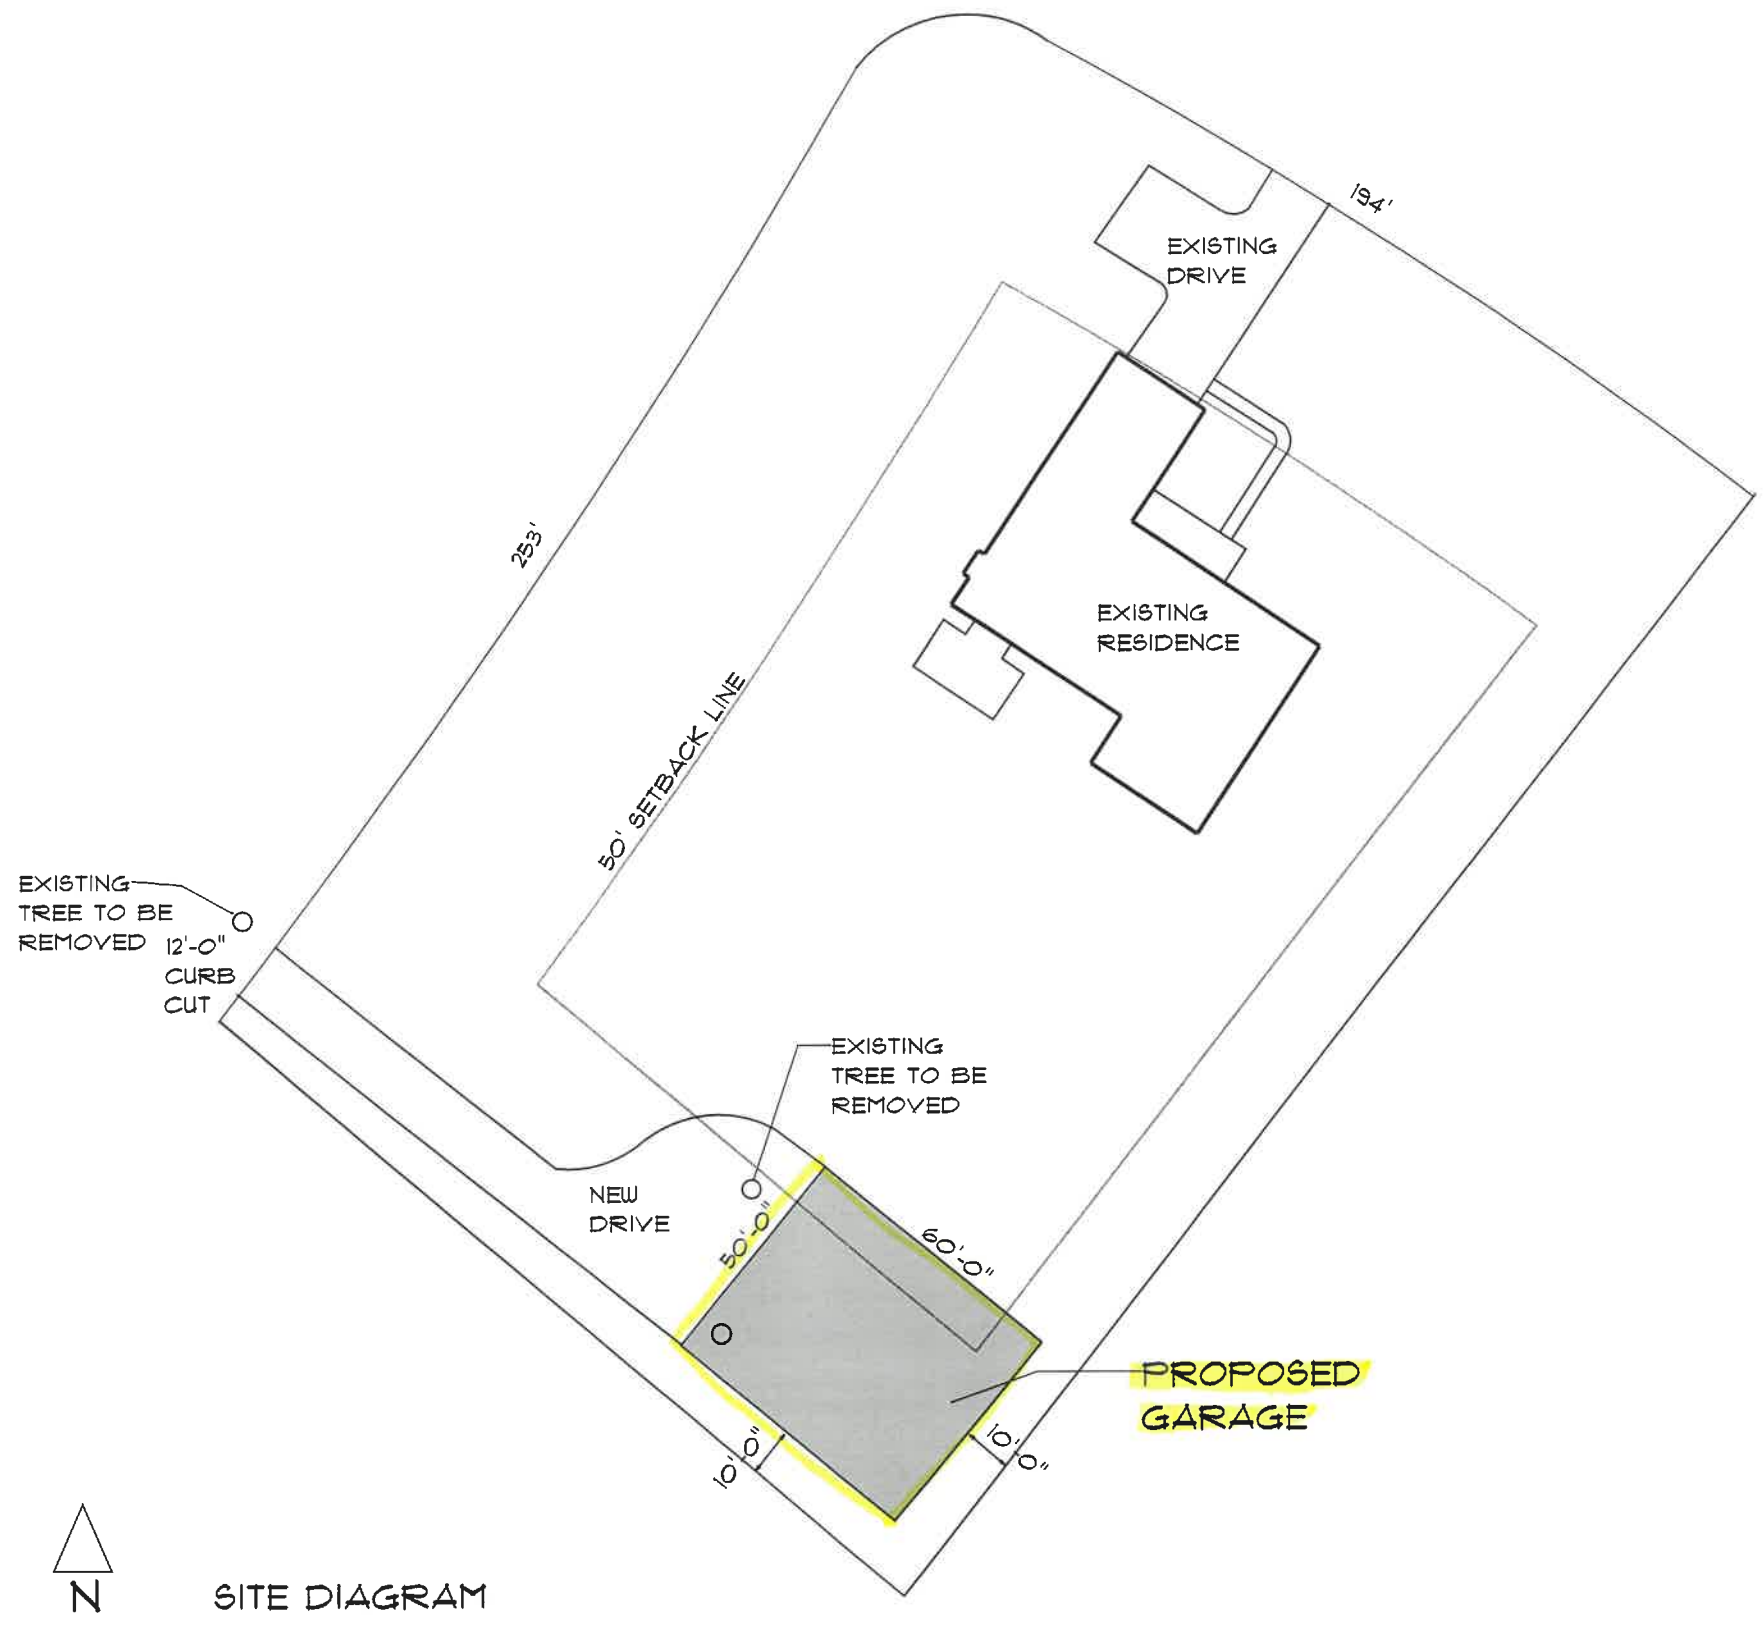 194'
EXISTING
DRIVE
253'
EXISTING
RESIDENCE
50' SETBACK LINE
EXISTING
TREE TO BE
REMOVED
12'-0"
CURB
CUT
EXISTING
TREE TO BE
REMOVED
NEW
DRIVE
50'-0"
60'-0"
PROPOSED
GARAGE
10'-0"
10'-0"
N
SITE DIAGRAM